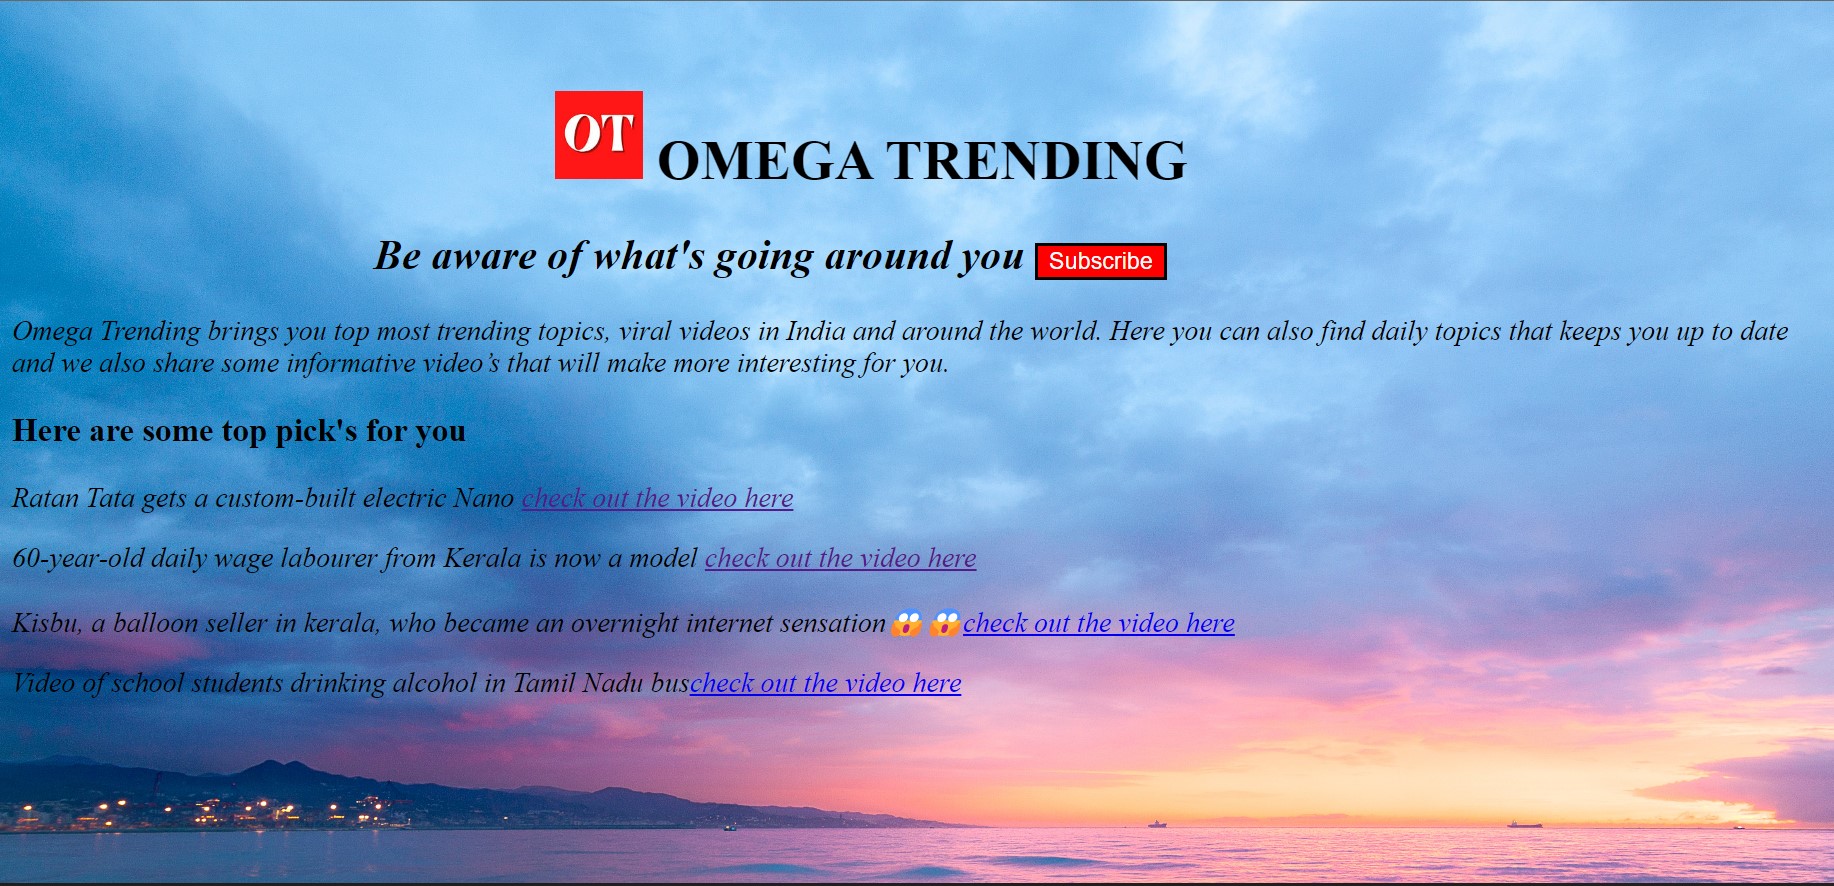 OT OMEGA TRENDING
Be aware of what's going around you Subscribe
Omega Trending brings you top most trending topics, viral videos in India and around the world. Here you can also find daily topics that keeps you up to date
and we also share some informative video’s that will make more interesting for you.
Here are some top pick's for you
Ratan Tata gets a custom-built electric Nano check out the video here
60-year-old daily wage labourer from Kerala is now a model check out the video here
Kisbu, a balloon seller in kerala, who became an overnight internet sensation😱 😱check out the video here
Video of school students drinking alcohol in Tamil Nadu buscheck out the video here